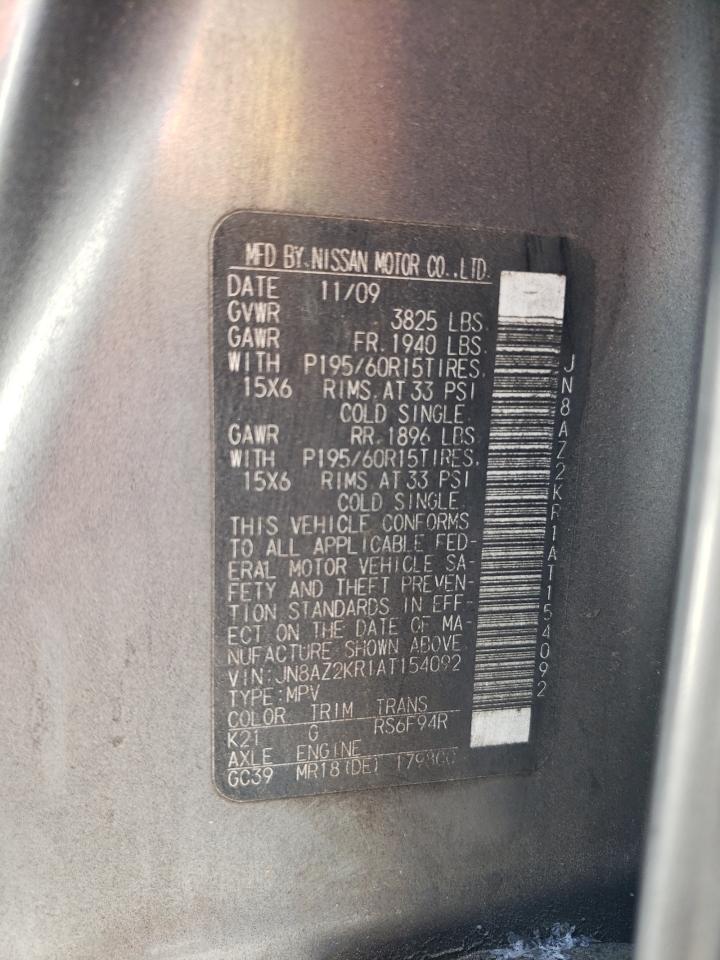 MFD BY.NISSAN MOTOR CO.,LTD.
DATE 11/09
GVWR 3825 LBS.
GAWR FR.1940 LBS.
WITH P195/60R15TIRES.
15X6 RIMS.AT 33 PSI
COLD SINGLE.
GAWR RR.1896 LBS
WITH P195/60R15TIRES.
15X6 RIMS.AT 33 PSI
COLD SINGLE.
THIS VEHICLE CONFORMS
TO ALL APPLICABLE FED-
ERAL MOTOR VEHICLE SA-
FETY AND THEFT PREVEN-
TION STANDARDS IN EFF-
ECT ON THE DATE OF MA-
NUFACTURE SHOWN ABOVE.
VIN:JN8AZ2KR1AT154092
TYPE:MPV
COLOR TRIM TRANS
K21 G RS6F94R
AXLE ENGINE
GC39 MR18(DE) 1798CC
JN8AZ2KR1AT154092